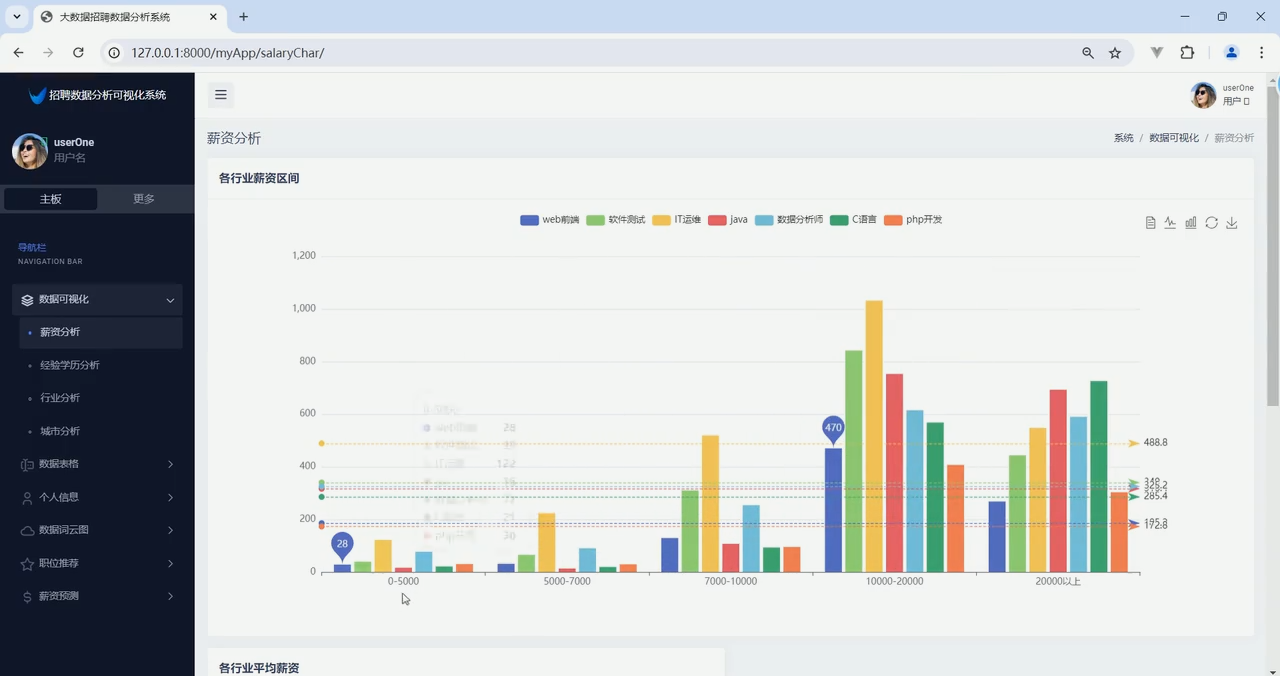 大数据招聘数据分析系统
127.0.0.1:8000/myApp/salaryChar/
招聘数据分析可视化系统
userOne
用户
userOne
用户名
主板
更多
导航栏
NAVIGATION BAR
数据可视化
薪资分析
经验学历分析
行业分析
城市分析
数据表格
个人信息
数据词云图
职位推荐
薪资预测
薪资分析
系统 / 数据可视化 / 薪资分析
各行业薪资区间
web前端 软件测试 IT运维 java 数据分析师 C语言 php开发
1,200
1,000
800
600
400
200
0
28
470
488.8
285.4
28
122
30
0-5000 5000-7000 7000-10000 10000-20000 20000以上
各行业平均薪资